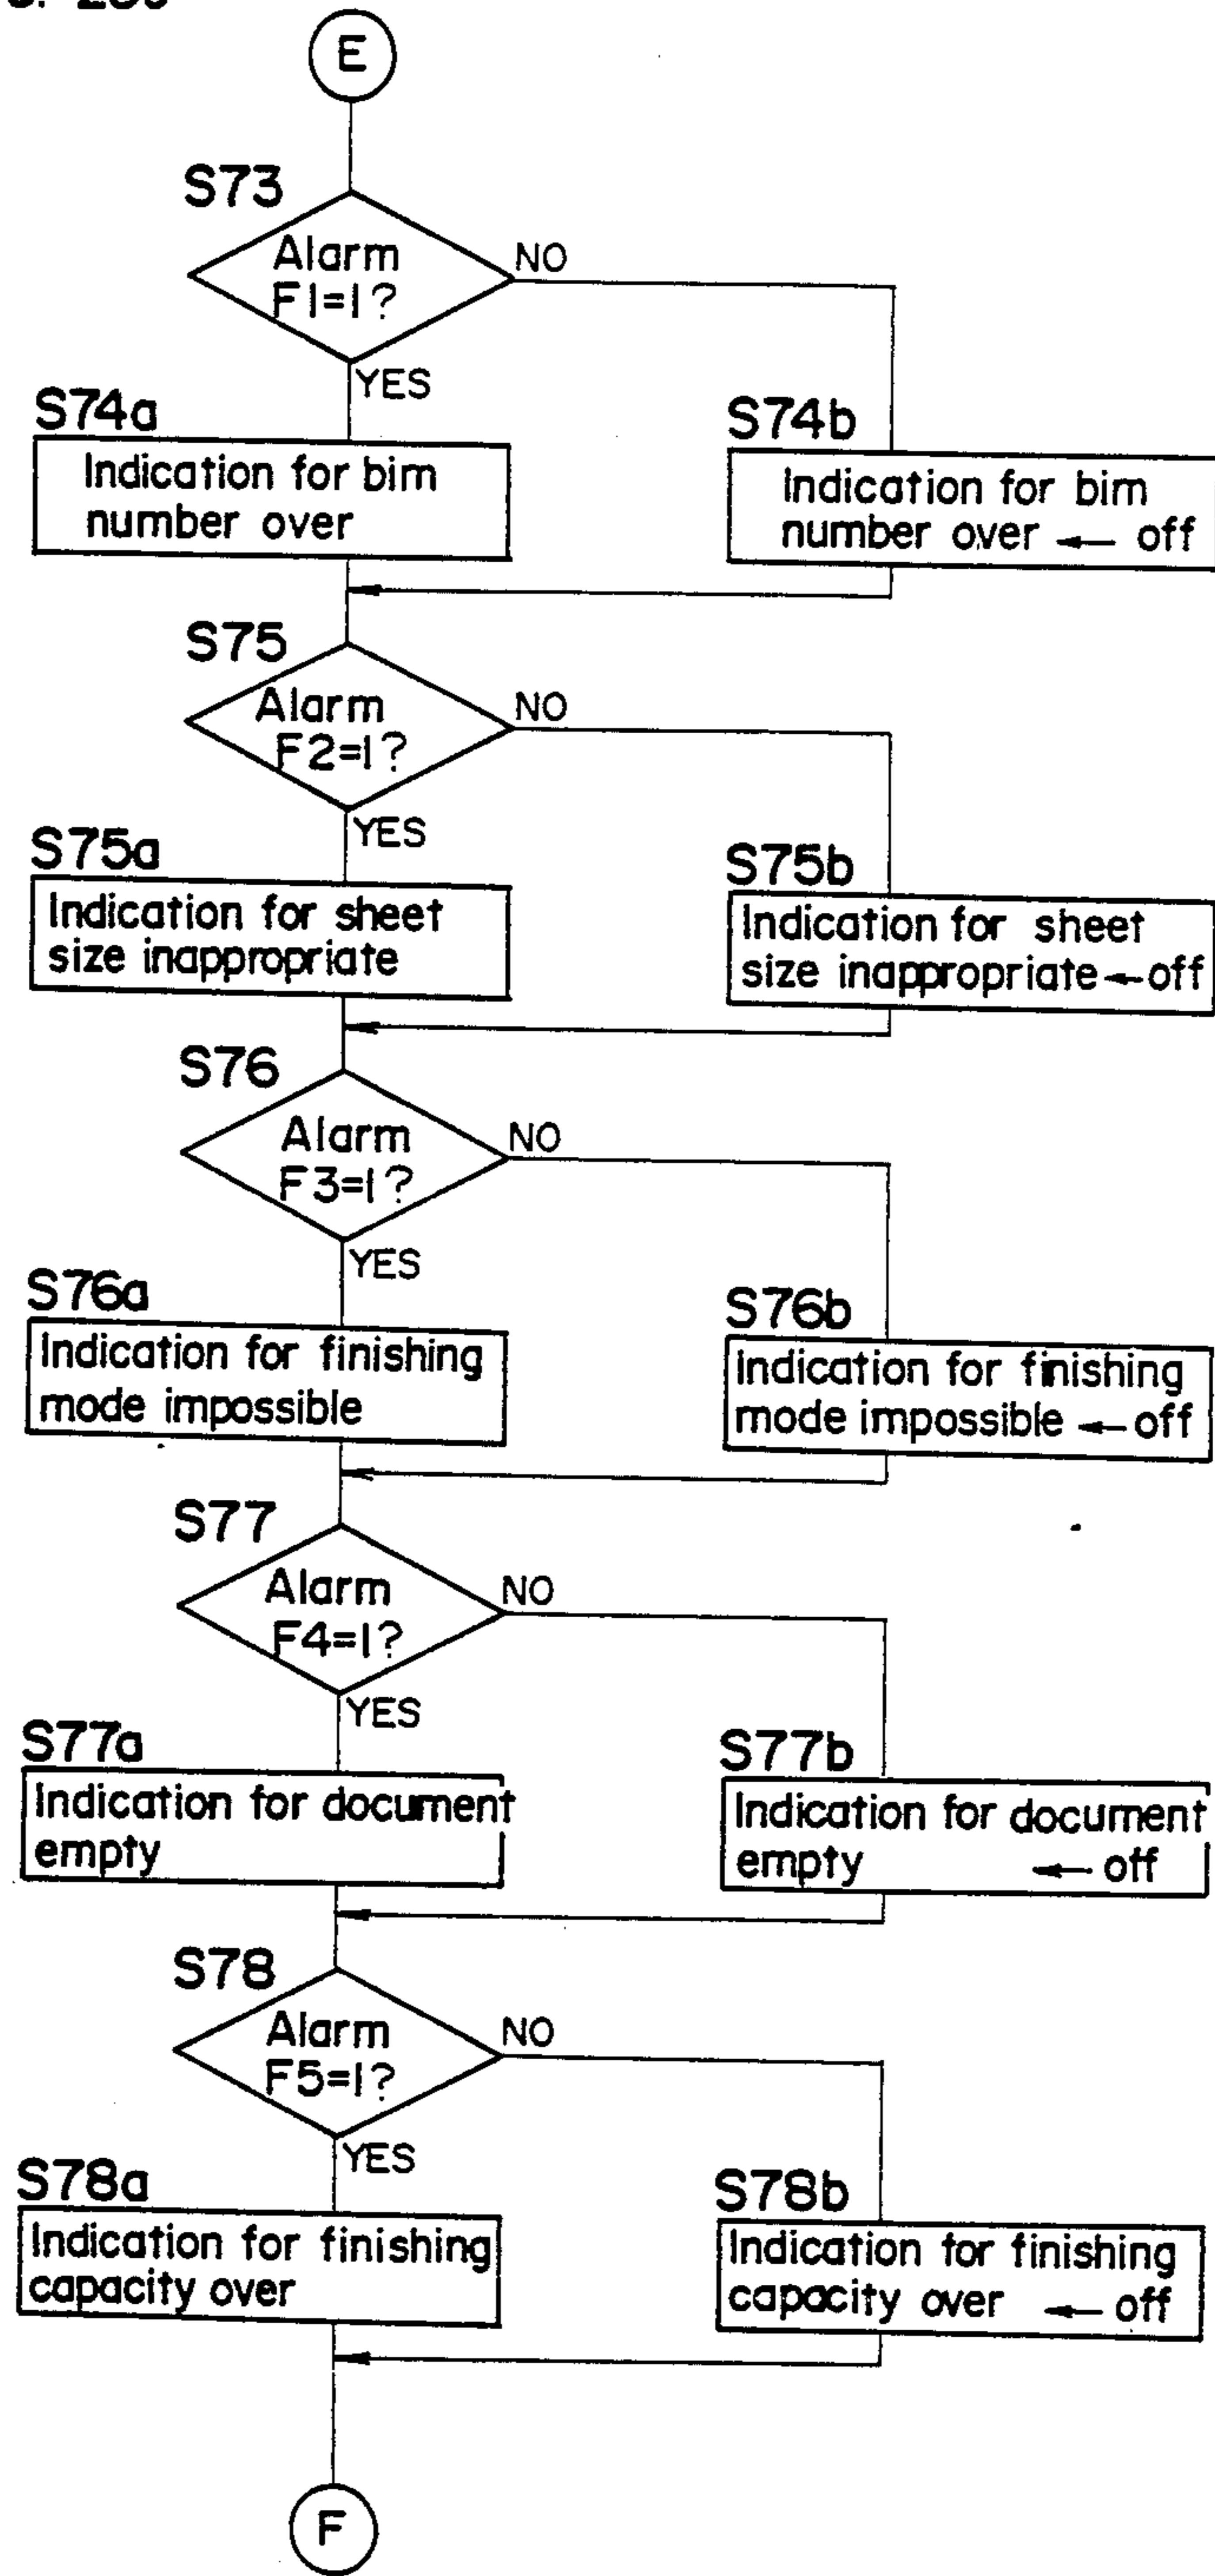 E
S73
Alarm
F1=1?
NO
YES
S74a
Indication for bim
number over
S74b
Indication for bim
number over ← off
S75
Alarm
F2=1?
NO
YES
S75a
Indication for sheet
size inappropriate
S75b
Indication for sheet
size inappropriate ← off
S76
Alarm
F3=1?
NO
YES
S76a
Indication for finishing
mode impossible
S76b
Indication for finishing
mode impossible ← off
S77
Alarm
F4=1?
NO
YES
S77a
Indication for document
empty
S77b
Indication for document
empty ← off
S78
Alarm
F5=1?
NO
YES
S78a
Indication for finishing
capacity over
S78b
Indication for finishing
capacity over ← off
F